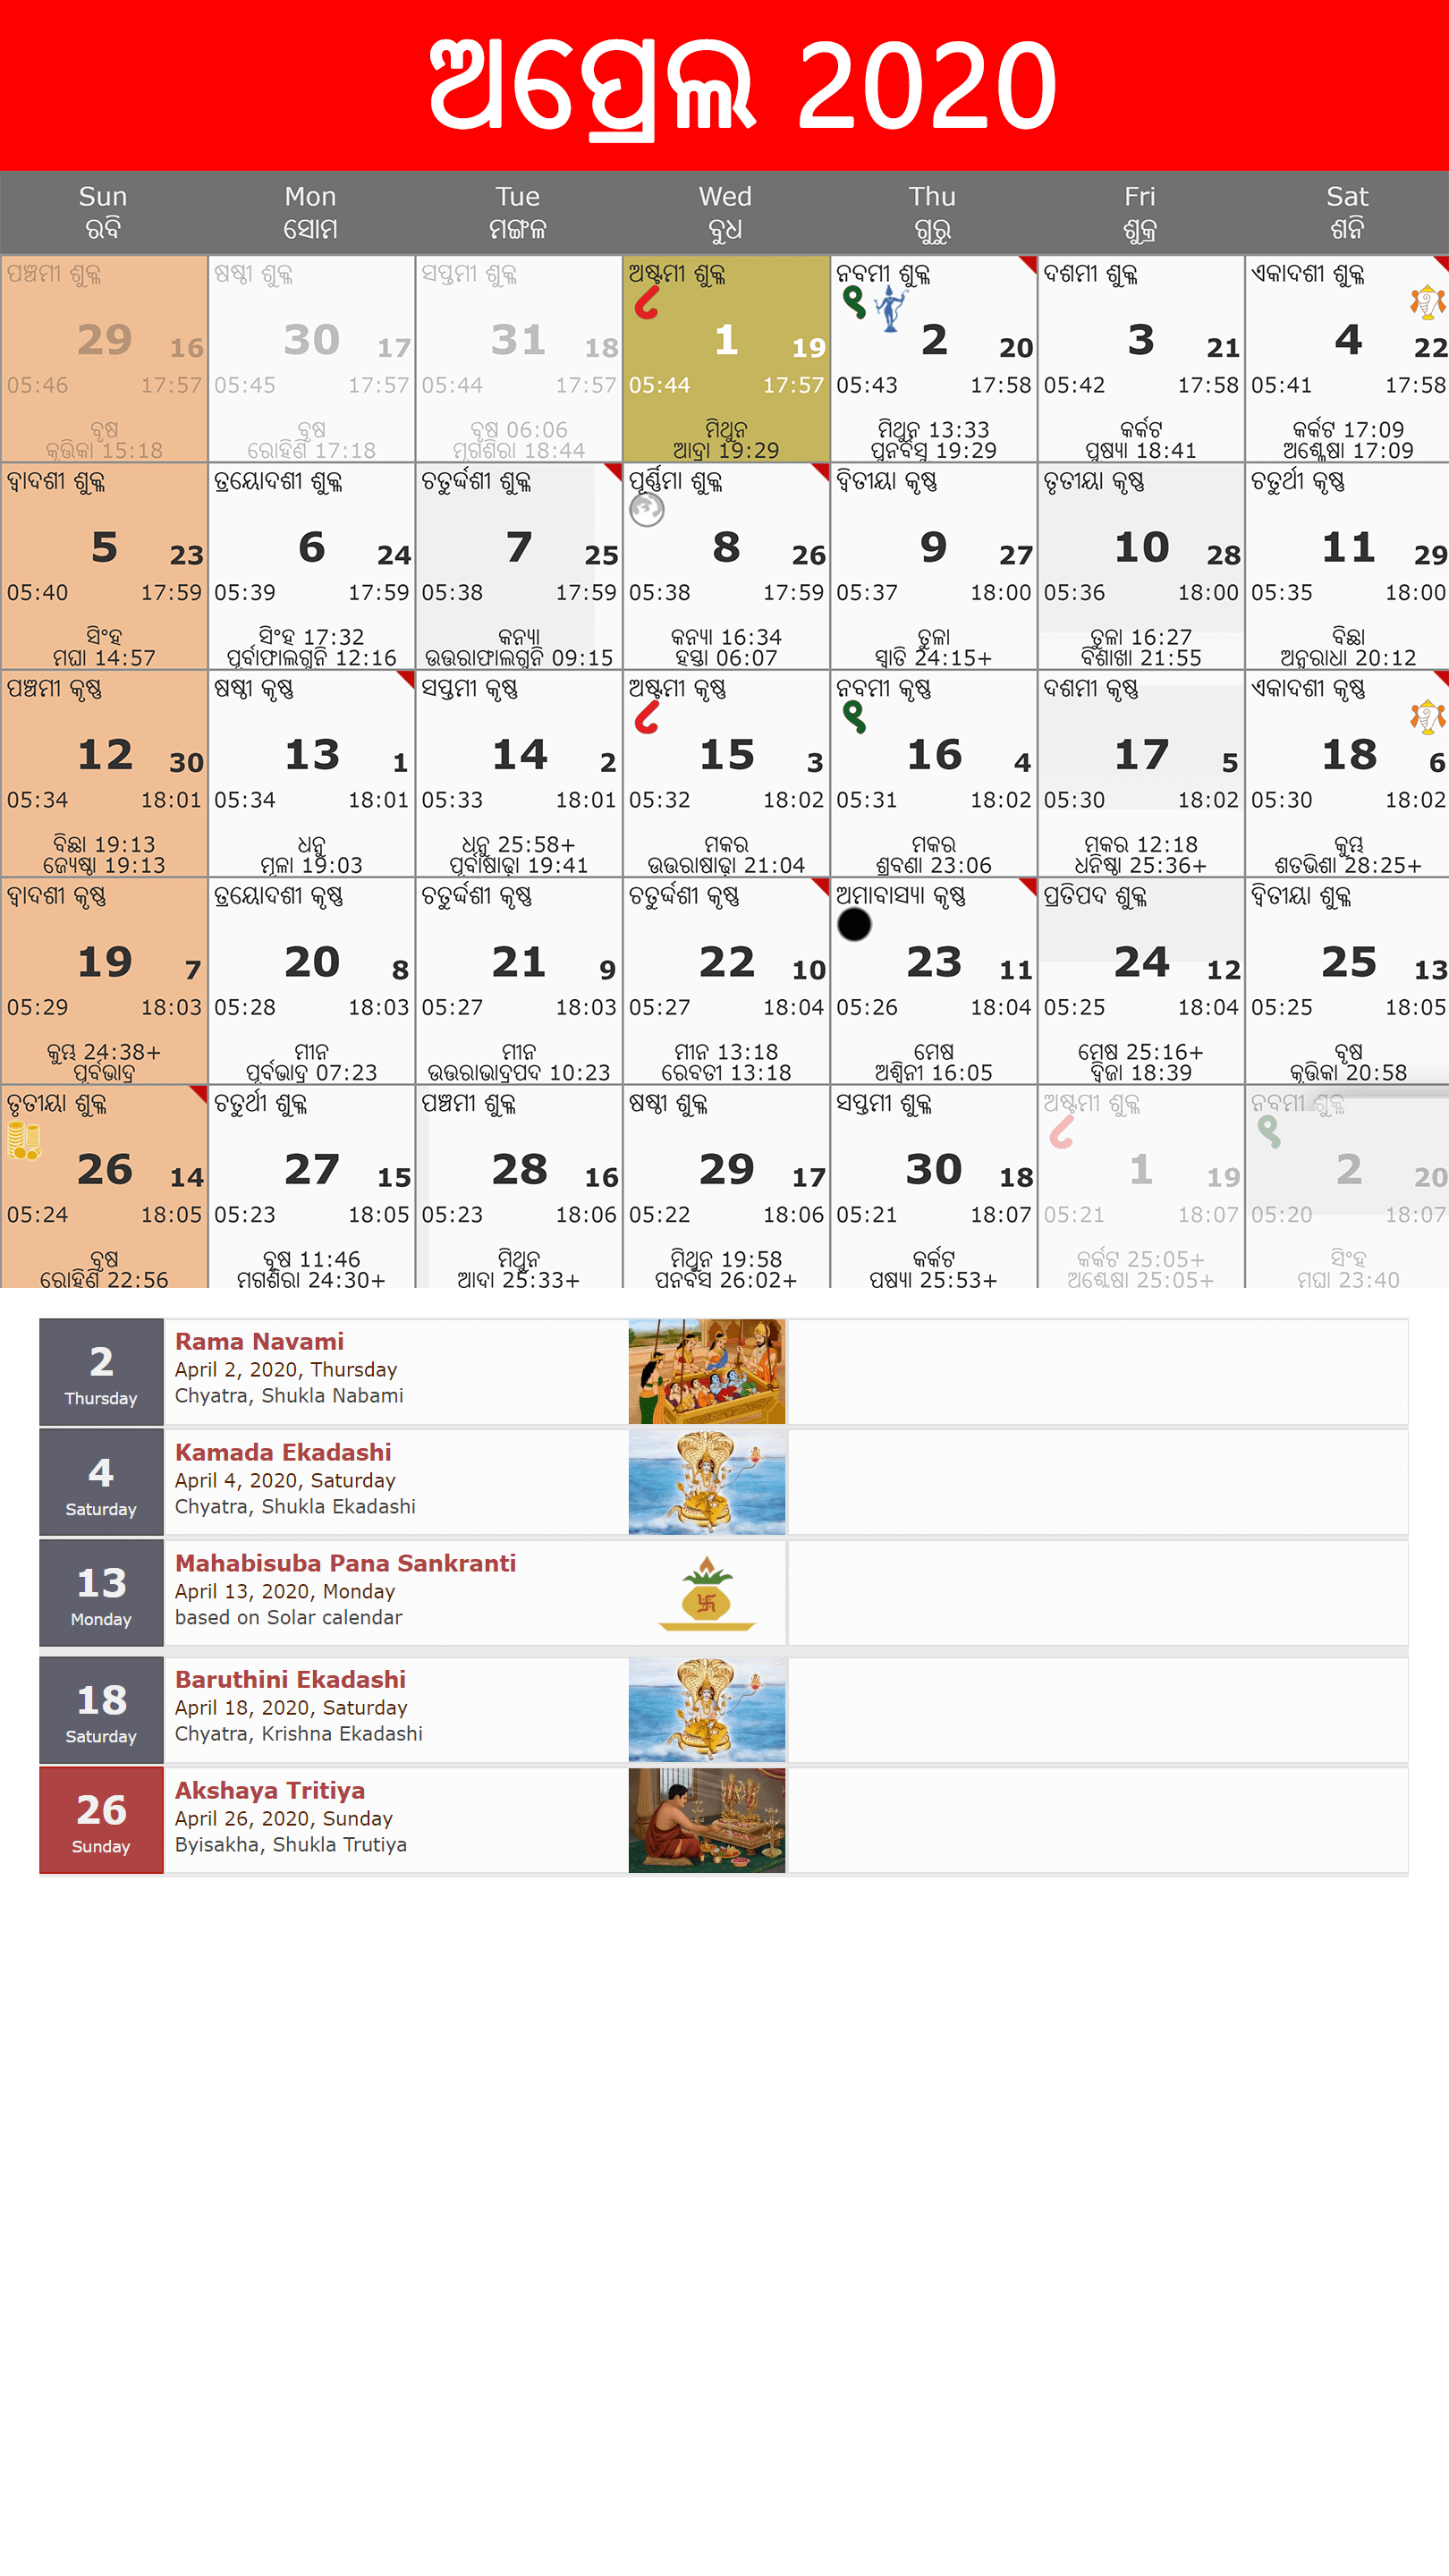 ଅପ୍ରେଲ 2020
Sun Mon Tue Wed Thu Fri Sat
ରବି ସୋମ ମଙ୍ଗଳ ବୁଧ ଗୁରୁ ଶୁକ୍ର ଶନି
ପଞ୍ଚମୀ ଶୁକ୍ଳ ଷଷ୍ଠୀ ଶୁକ୍ଳ ସପ୍ତମୀ ଶୁକ୍ଳ ଅଷ୍ଟମୀ ଶୁକ୍ଳ ନବମୀ ଶୁକ୍ଳ ଦଶମୀ ଶୁକ୍ଳ ଏକାଦଶୀ ଶୁକ୍ଳ
୮ ୧
29 16 30 17 31 18 1 19 2 20 3 21 4 22
05:46 17:57 05:45 17:57 05:44 17:57 05:44 17:57 05:43 17:58 05:42 17:58 05:41 17:58
ବୃଷ ବୃଷ ବୃଷ 06:06 ମିଥୁନ ମିଥୁନ 13:33 କର୍କଟ କର୍କଟ 17:09
କୃତ୍ତିକା 15:18 ରୋହିଣି 17:18 ମୃଗଶିରା 18:44 ଆଦ୍ରା 19:29 ପୁନର୍ବସୁ 19:29 ପୁଷ୍ୟା 18:41 ଅଶ୍ଳେଷା 17:09
ଦ୍ୱାଦଶୀ ଶୁକ୍ଳ ତ୍ରୟୋଦଶୀ ଶୁକ୍ଳ ଚତୁର୍ଦ୍ଦଶୀ ଶୁକ୍ଳ ପୂର୍ଣ୍ଣିମା ଶୁକ୍ଳ ଦ୍ୱିତୀୟା କୃଷ୍ଣ ତୃତୀୟା କୃଷ୍ଣ ଚତୁର୍ଥୀ କୃଷ୍ଣ
5 23 6 24 7 25 8 26 9 27 10 28 11 29
05:40 17:59 05:39 17:59 05:38 17:59 05:38 17:59 05:37 18:00 05:36 18:00 05:35 18:00
ସିଂହ ସିଂହ 17:32 କନ୍ୟା କନ୍ୟା 16:34 ତୁଳା ତୁଳା 16:27 ବିଛା
ମଘା 14:57 ପୂର୍ବାଫାଲଗୁନି 12:16 ଉତ୍ତରାଫାଲଗୁନି 09:15 ହସ୍ତା 06:07 ସ୍ୱାତି 24:15+ ବିଶାଖା 21:55 ଅନୁରାଧା 20:12
ପଞ୍ଚମୀ କୃଷ୍ଣ ଷଷ୍ଠୀ କୃଷ୍ଣ ସପ୍ତମୀ କୃଷ୍ଣ ଅଷ୍ଟମୀ କୃଷ୍ଣ ନବମୀ କୃଷ୍ଣ ଦଶମୀ କୃଷ୍ଣ ଏକାଦଶୀ କୃଷ୍ଣ
୮ ୧
12 30 13 1 14 2 15 3 16 4 17 5 18 6
05:34 18:01 05:34 18:01 05:33 18:01 05:32 18:02 05:31 18:02 05:30 18:02 05:30 18:02
ବିଛା 19:13 ଧନୁ ଧନୁ 25:58+ ମକର ମକର ମକର 12:18 କୁମ୍ଭ
ଜ୍ୟେଷ୍ଠା 19:13 ମୂଳା 19:03 ପୂର୍ବାଷାଢ଼ା 19:41 ଉତ୍ତରାଷାଢ଼ା 21:04 ଶ୍ରବଣା 23:06 ଧନିଷ୍ଠା 25:36+ ଶତଭିଶା 28:25+
ଦ୍ୱାଦଶୀ କୃଷ୍ଣ ତ୍ରୟୋଦଶୀ କୃଷ୍ଣ ଚତୁର୍ଦ୍ଦଶୀ କୃଷ୍ଣ ଚତୁର୍ଦ୍ଦଶୀ କୃଷ୍ଣ ଅମାବାସ୍ୟା କୃଷ୍ଣ ପ୍ରତିପଦ ଶୁକ୍ଳ ଦ୍ୱିତୀୟା ଶୁକ୍ଳ
19 7 20 8 21 9 22 10 23 11 24 12 25 13
05:29 18:03 05:28 18:03 05:27 18:03 05:27 18:04 05:26 18:04 05:25 18:04 05:25 18:05
କୁମ୍ଭ 24:38+ ମୀନ ମୀନ ମୀନ 13:18 ମେଷ ମେଷ 25:16+ ବୃଷ
ପୂର୍ବଭାଦ୍ର ପୂର୍ବଭାଦ୍ର 07:23 ଉତ୍ତରାଭାଦ୍ରପଦ 10:23 ରେବତୀ 13:18 ଅଶ୍ୱିନୀ 16:05 ଦ୍ୱିଜା 18:39 କୃତ୍ତିକା 20:58
ତୃତୀୟା ଶୁକ୍ଳ ଚତୁର୍ଥୀ ଶୁକ୍ଳ ପଞ୍ଚମୀ ଶୁକ୍ଳ ଷଷ୍ଠୀ ଶୁକ୍ଳ ସପ୍ତମୀ ଶୁକ୍ଳ ଅଷ୍ଟମୀ ଶୁକ୍ଳ ନବମୀ ଶୁକ୍ଳ
୮ ୧
26 14 27 15 28 16 29 17 30 18 1 19 2 20
05:24 18:05 05:23 18:05 05:23 18:06 05:22 18:06 05:21 18:07 05:21 18:07 05:20 18:07
ବୃଷ ବୃଷ 11:46 ମିଥୁନ ମିଥୁନ 19:58 କର୍କଟ କର୍କଟ 25:05+ ସିଂହ
ରୋହିଣି 22:56 ମୃଗଶିରା 24:30+ ଆଦ୍ରା 25:33+ ପୁନର୍ବସୁ 26:02+ ପୁଷ୍ୟା 25:53+ ଅଶ୍ଳେଷା 25:05+ ମଘା 23:40
2
Thursday
Rama Navami
April 2, 2020, Thursday
Chyatra, Shukla Nabami
4
Saturday
Kamada Ekadashi
April 4, 2020, Saturday
Chyatra, Shukla Ekadashi
13
Monday
Mahabisuba Pana Sankranti
April 13, 2020, Monday
based on Solar calendar
18
Saturday
Baruthini Ekadashi
April 18, 2020, Saturday
Chyatra, Krishna Ekadashi
26
Sunday
Akshaya Tritiya
April 26, 2020, Sunday
Byisakha, Shukla Trutiya